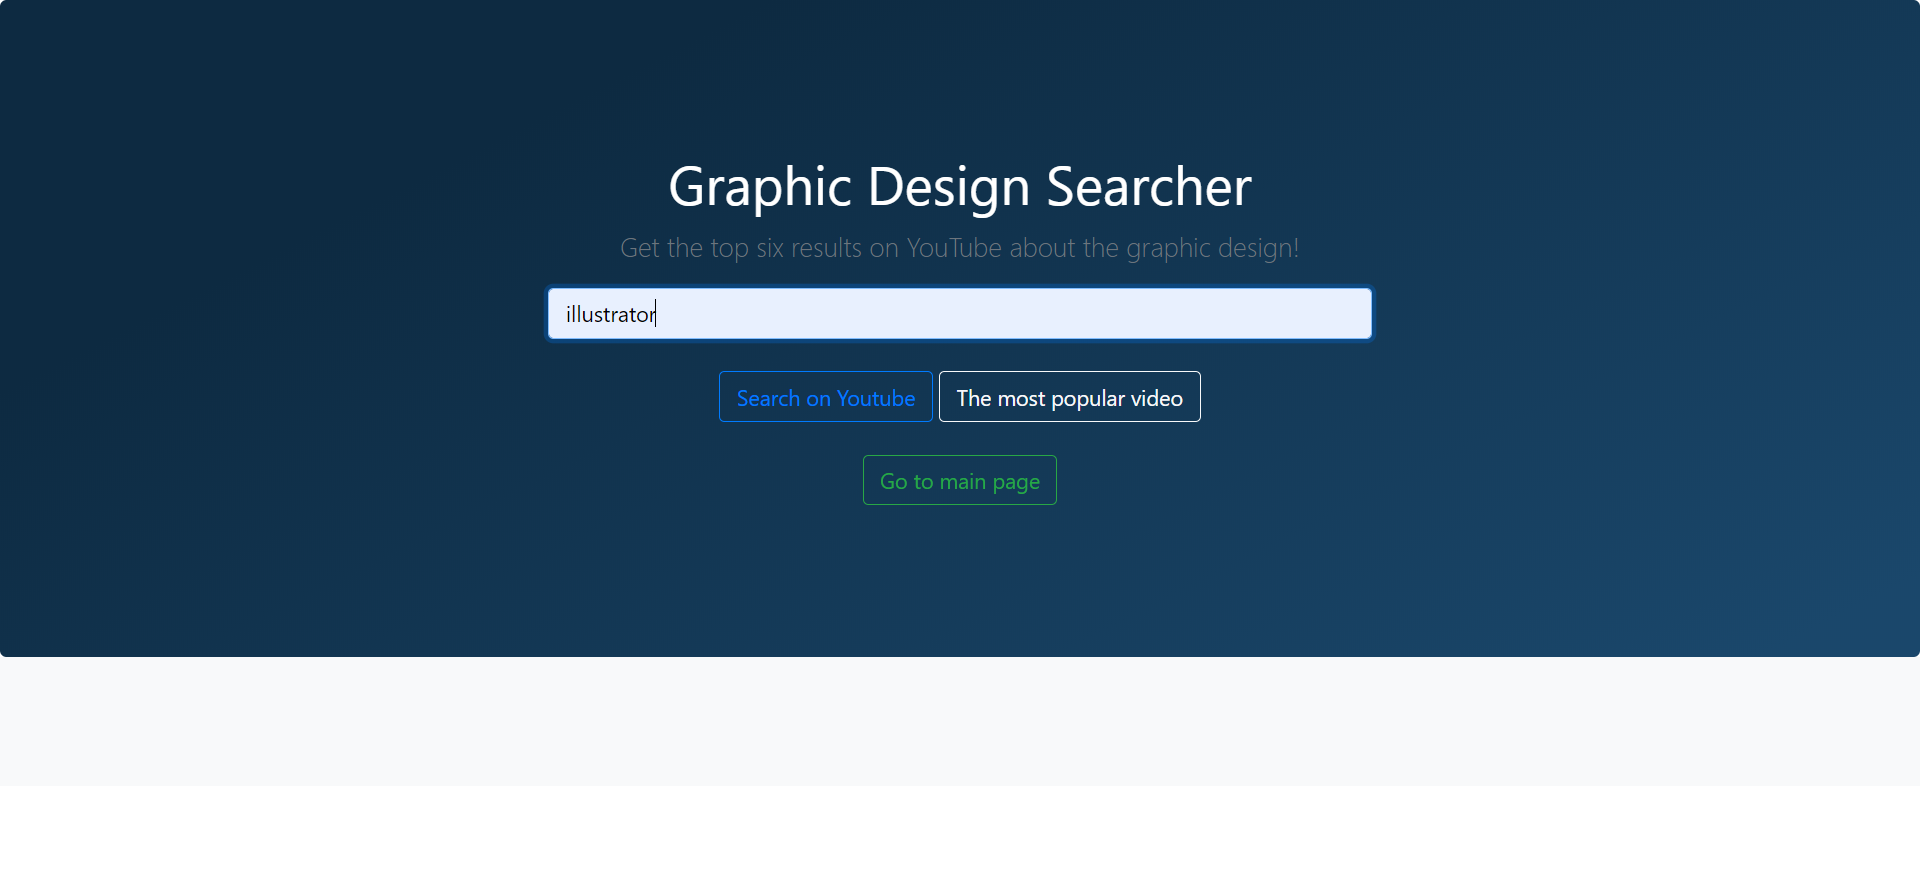 Graphic Design Searcher
Get the top six results on YouTube about the graphic design!
illustrator
Search on Youtube
The most popular video
Go to main page